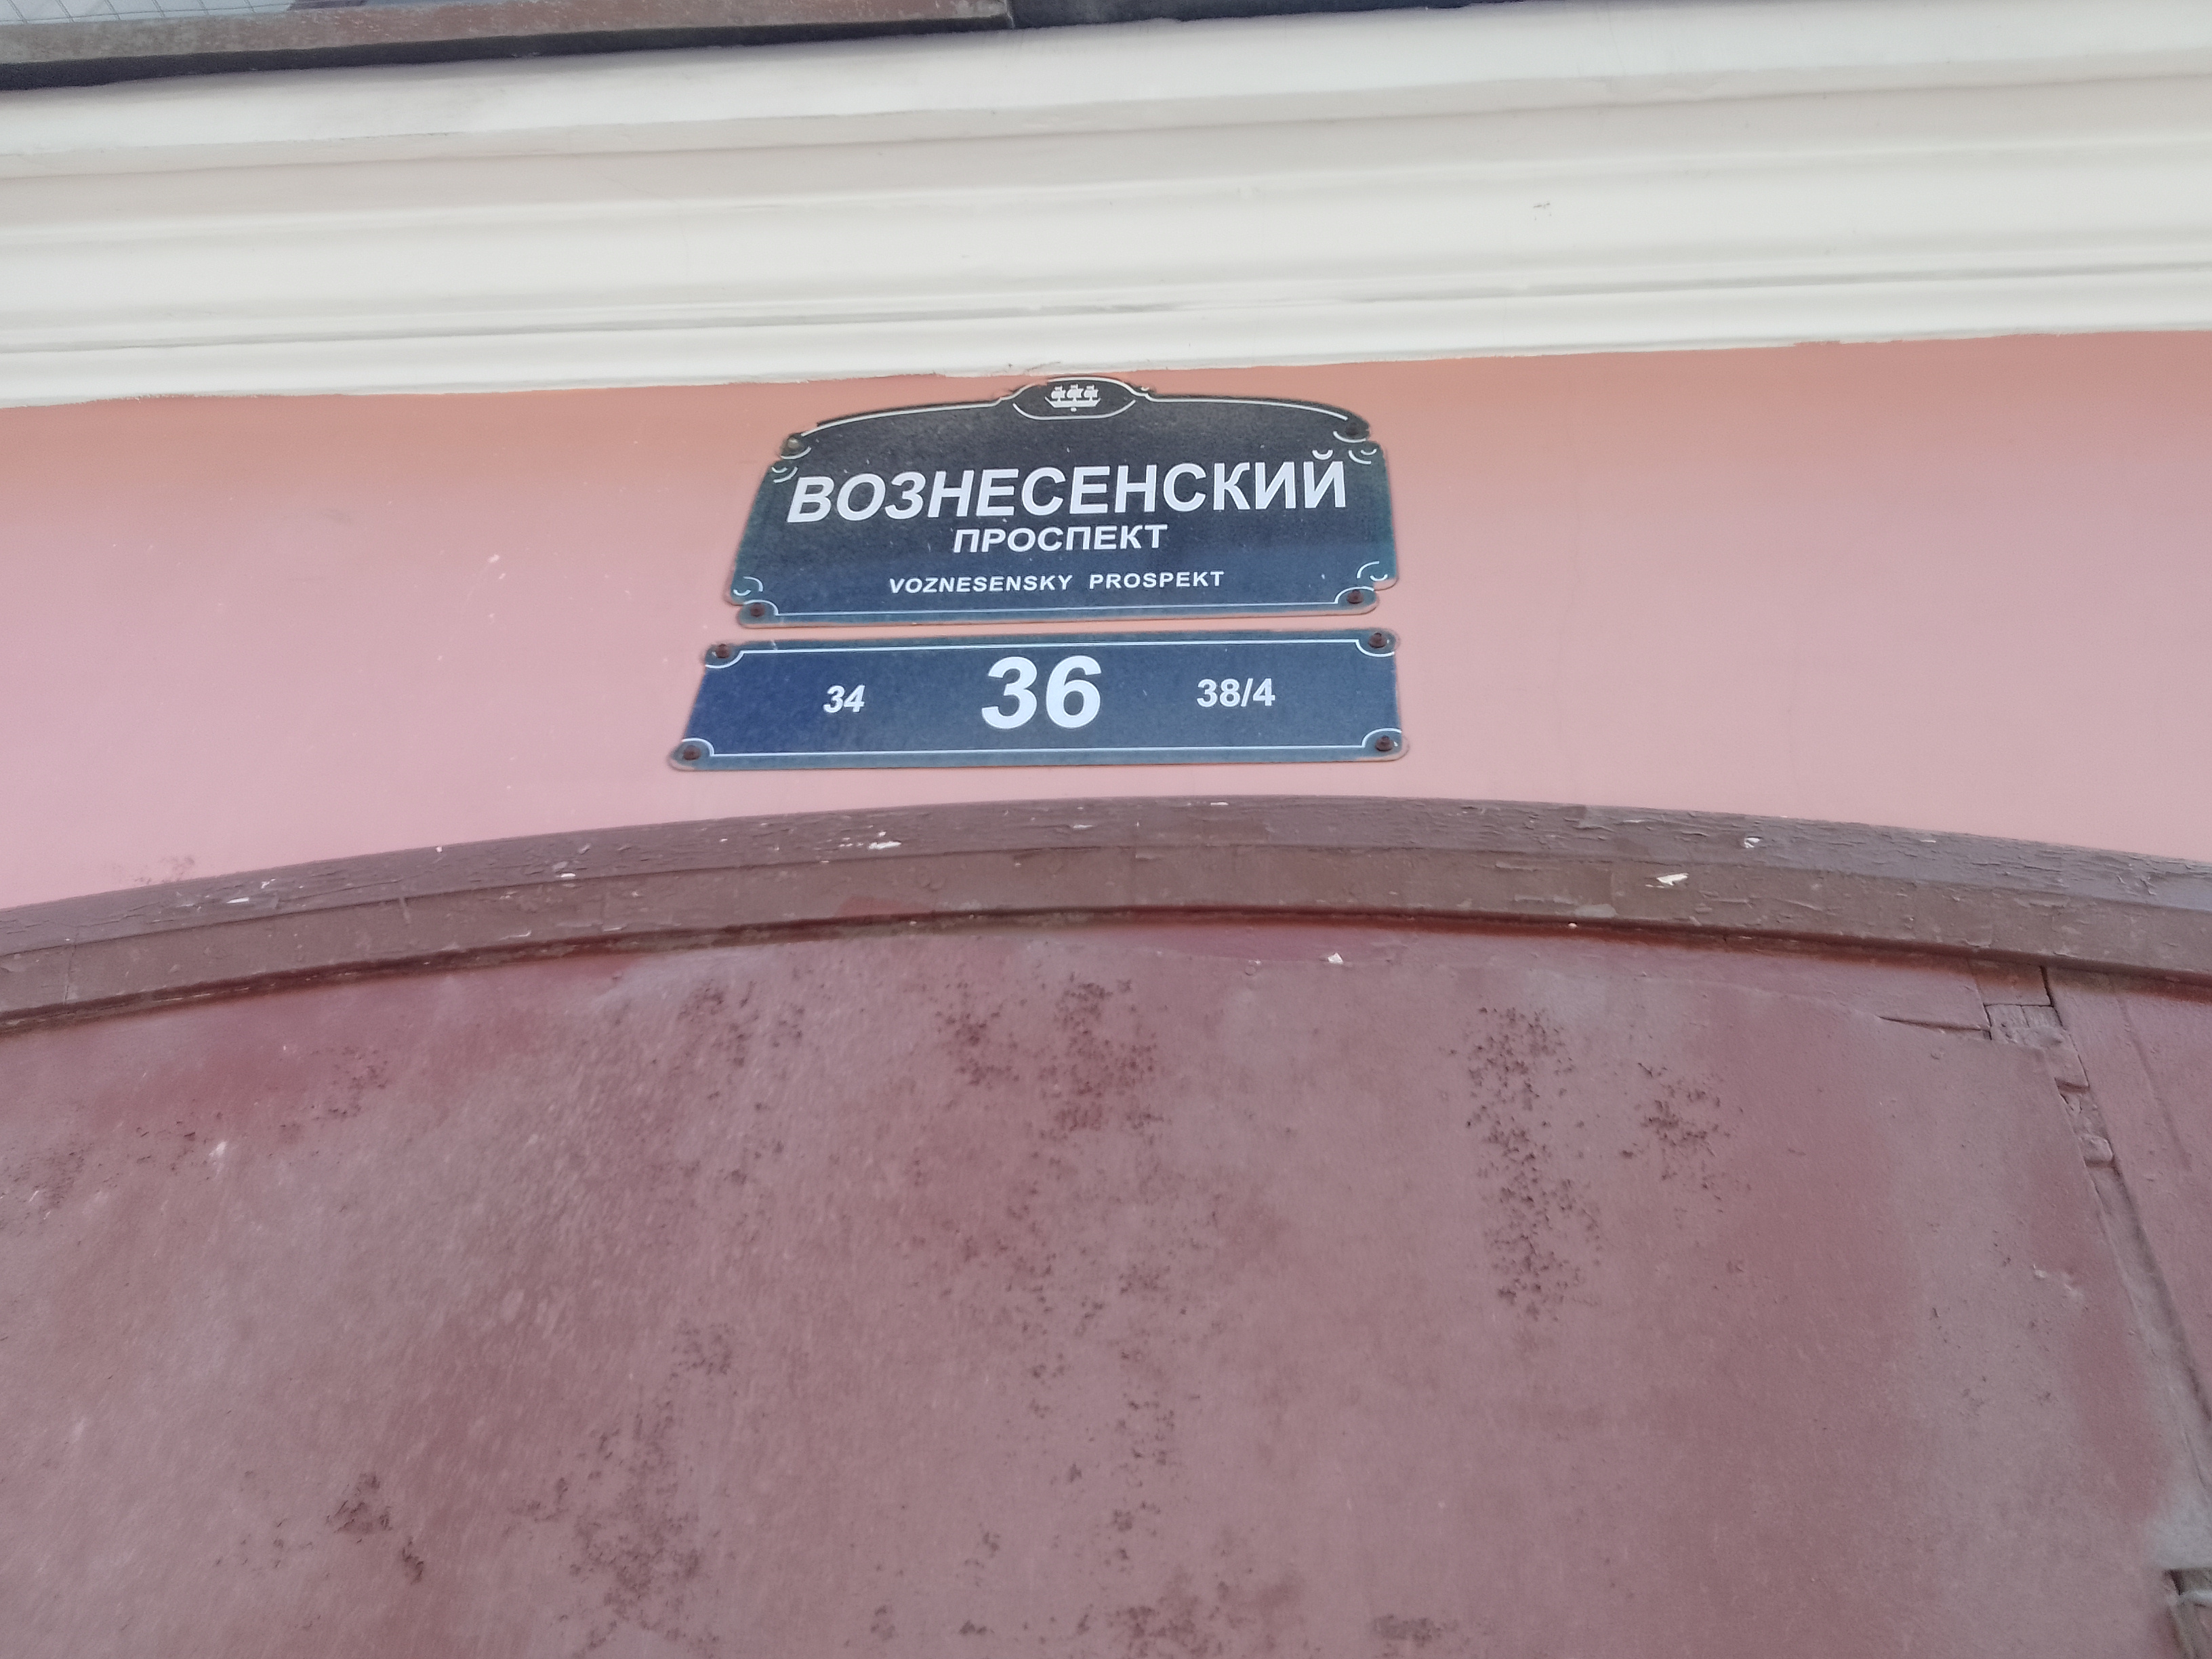 ВОЗНЕСЕНСКИЙ
ПРОСПЕКТ
VOZNESENSKY PROSPEKT
34 36 38/4